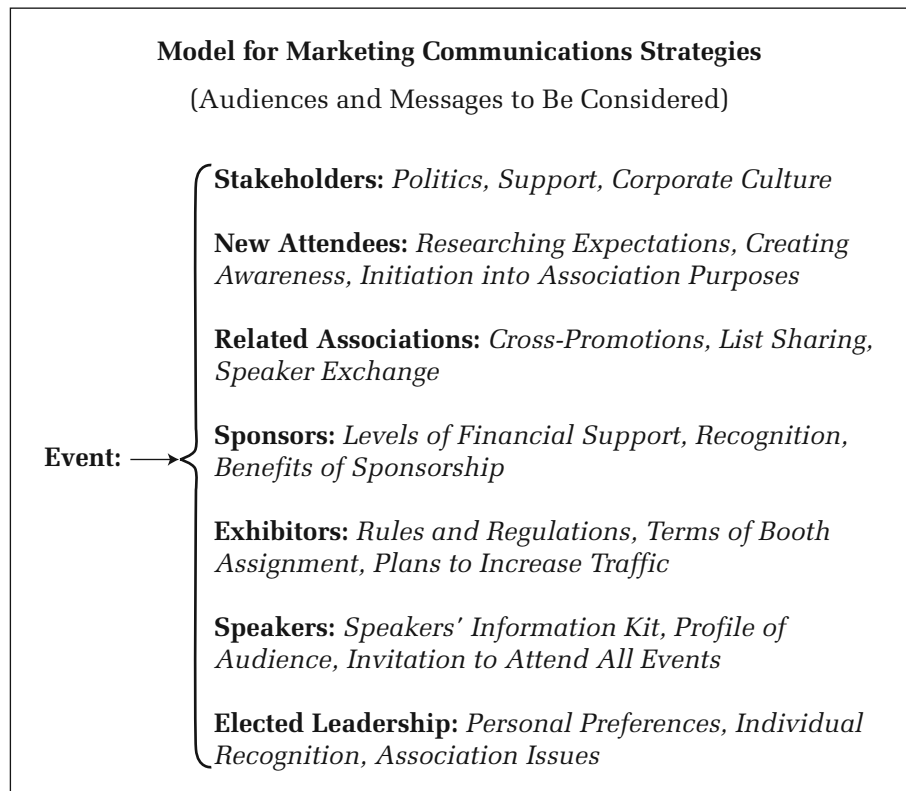 Model for Marketing Communications Strategies
(Audiences and Messages to Be Considered)
Stakeholders: Politics, Support, Corporate Culture
New Attendees: Researching Expectations, Creating
Awareness, Initiation into Association Purposes
Related Associations: Cross-Promotions, List Sharing,
Speaker Exchange
Event:
Sponsors: Levels of Financial Support, Recognition,
Benefits of Sponsorship
Exhibitors: Rules and Regulations, Terms of Booth
Assignment, Plans to Increase Traffic
Speakers: Speakers’ Information Kit, Profile of
Audience, Invitation to Attend All Events
Elected Leadership: Personal Preferences, Individual
Recognition, Association Issues